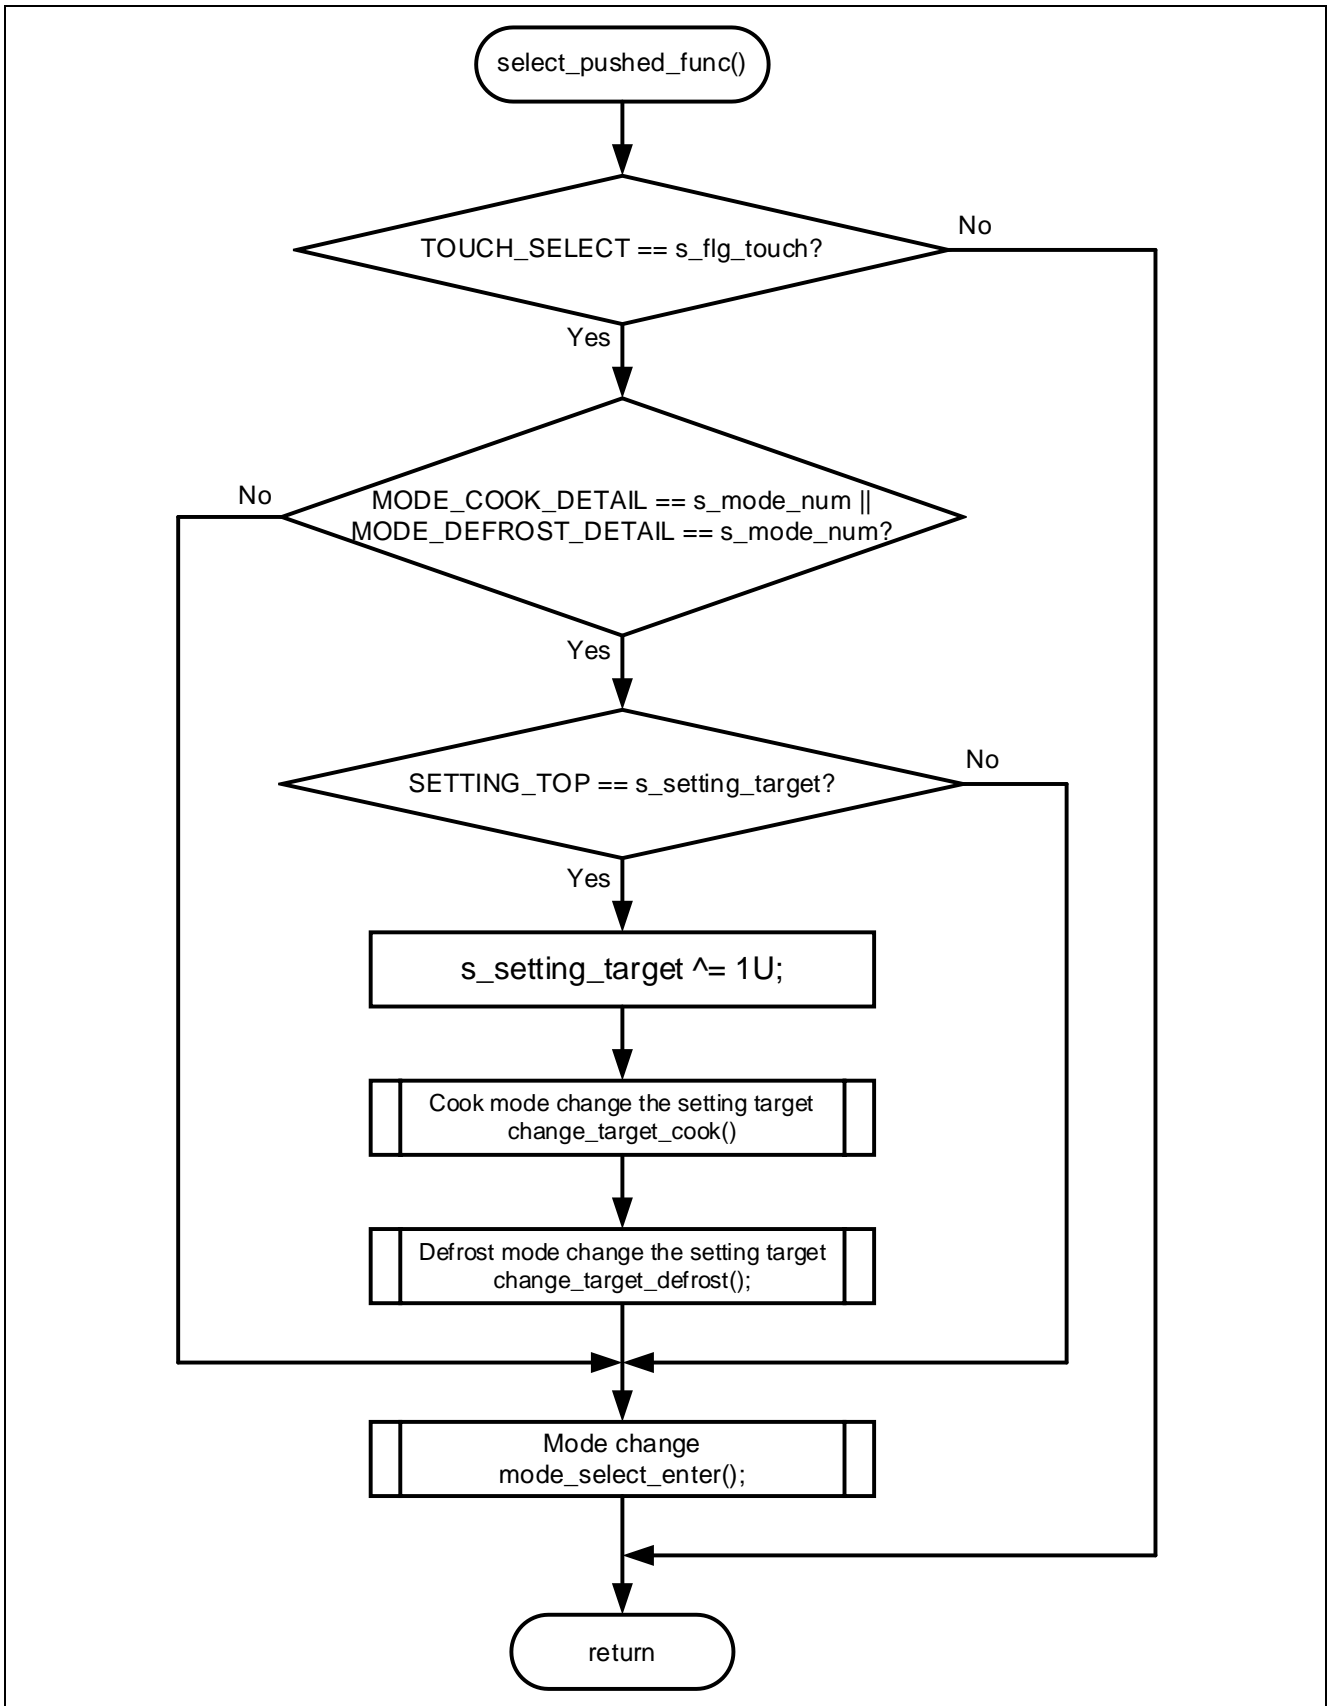 select_pushed_func()
No
TOUCH_SELECT == s_flg_touch?
Yes
No
MODE_COOK_DETAIL == s_mode_num ||
MODE_DEFROST_DETAIL == s_mode_num?
Yes
No
SETTING_TOP == s_setting_target?
Yes
s_setting_target ^= 1U;
Cook mode change the setting target
change_target_cook()
Defrost mode change the setting target
change_target_defrost();
Mode change
mode_select_enter();
return